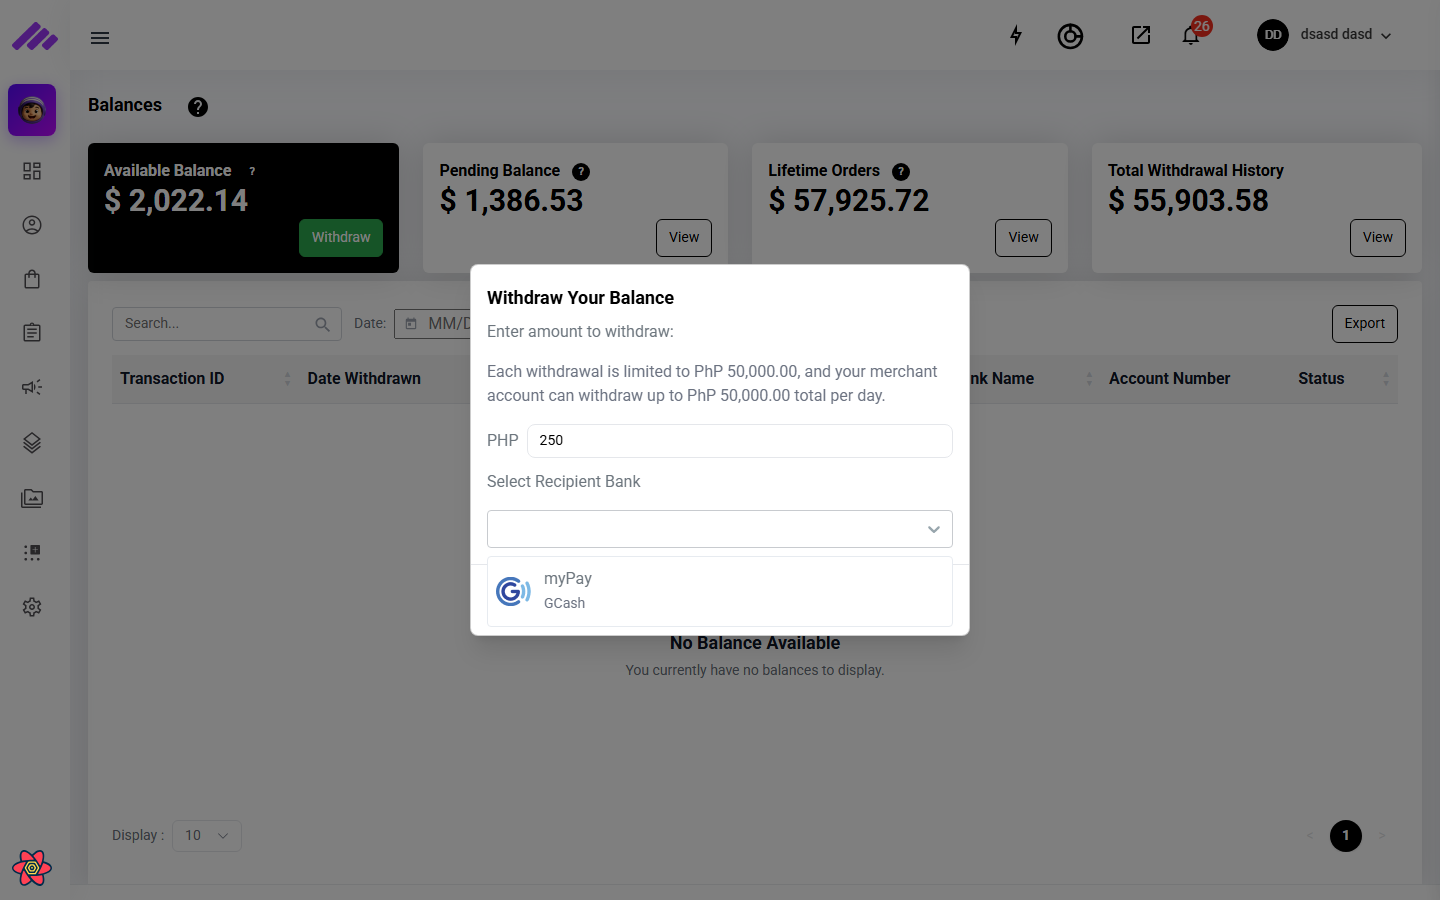 26
DD
dsasd dasd
Balances
?
Available Balance ?
$ 2,022.14
Withdraw
Pending Balance ?
$ 1,386.53
View
Lifetime Orders ?
$ 57,925.72
View
Total Withdrawal History
$ 55,903.58
View
Search...
Date:
MM/D
Export
Transaction ID
Date Withdrawn
nk Name
Account Number
Status
Withdraw Your Balance
Enter amount to withdraw:
Each withdrawal is limited to PhP 50,000.00, and your merchant
account can withdraw up to PhP 50,000.00 total per day.
PHP
250
Select Recipient Bank
myPay
GCash
No Balance Available
You currently have no balances to display.
Display :
10
<
1
>